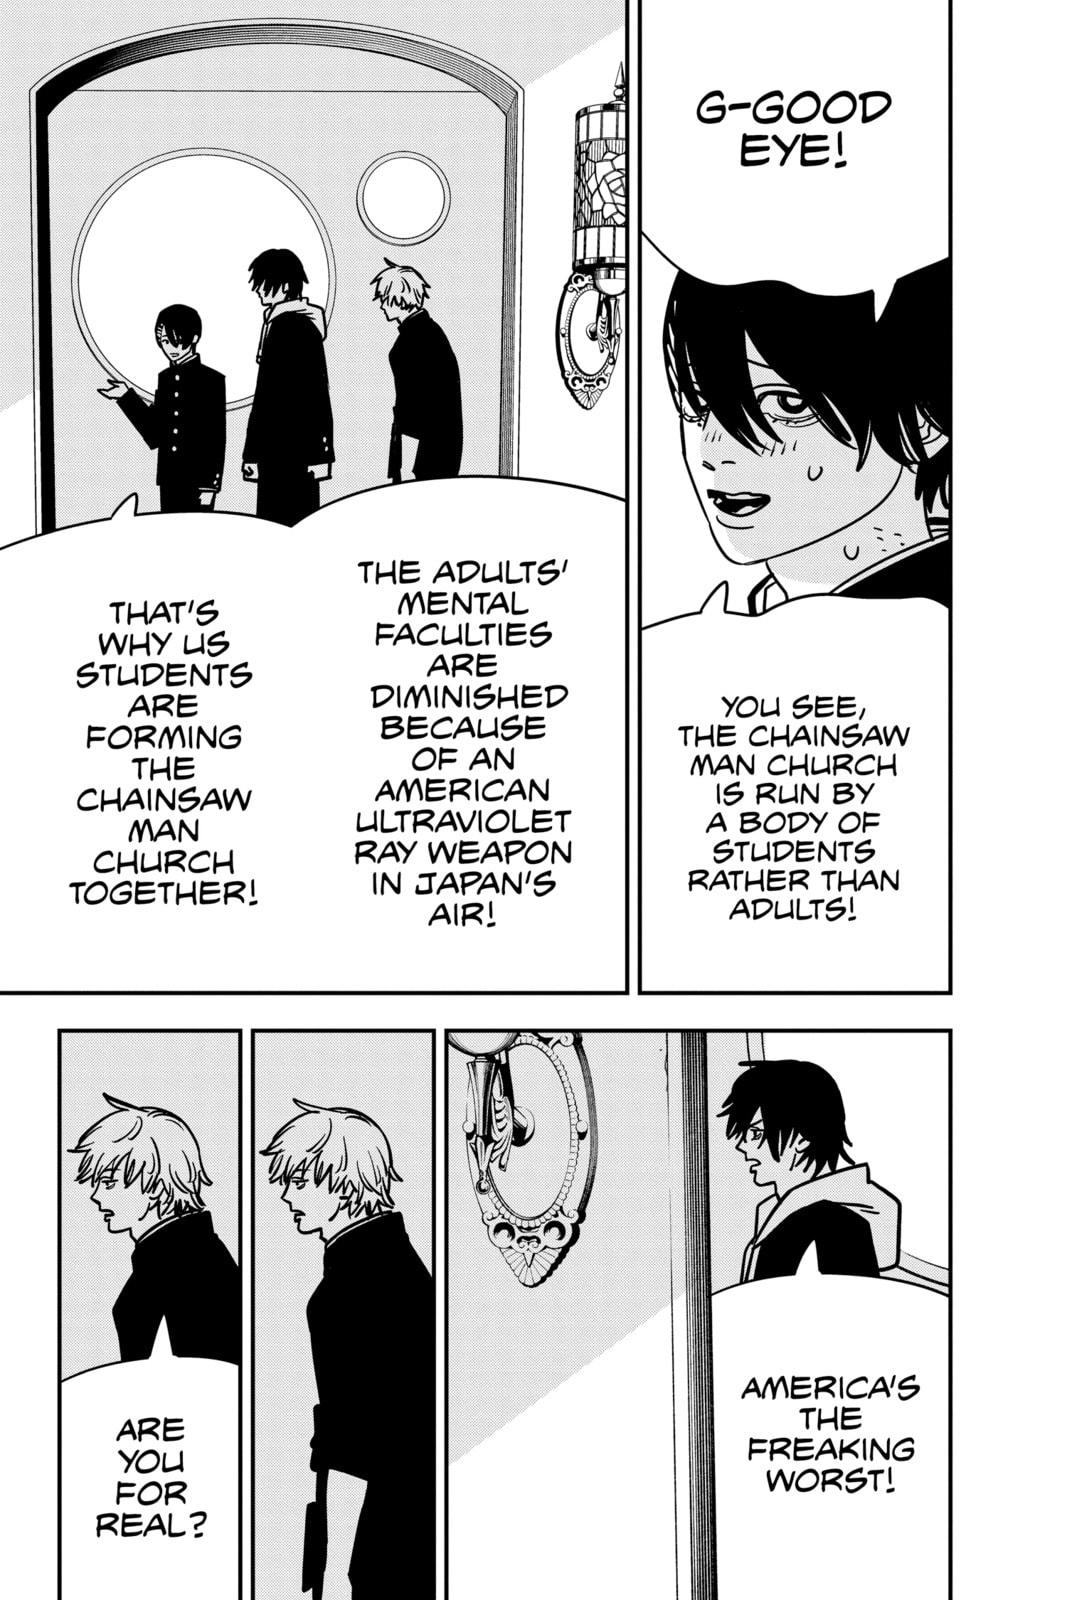 G-GOOD
EYE!
YOU SEE,
THE CHAINSAW
MAN CHURCH
IS RUN BY
A BODY OF
STUDENTS
RATHER THAN
ADULTS!
THE ADULTS'
MENTAL
FACULTIES
ARE
DIMINISHED
BECAUSE
OF AN
AMERICAN
ULTRAVIOLET
RAY WEAPON
IN JAPAN'S
AIR!
THAT'S
WHY US
STUDENTS
ARE
FORMING
THE
CHAINSAW
MAN
CHURCH
TOGETHER!
AMERICA'S
THE
FREAKING
WORST!
ARE
YOU
FOR
REAL?